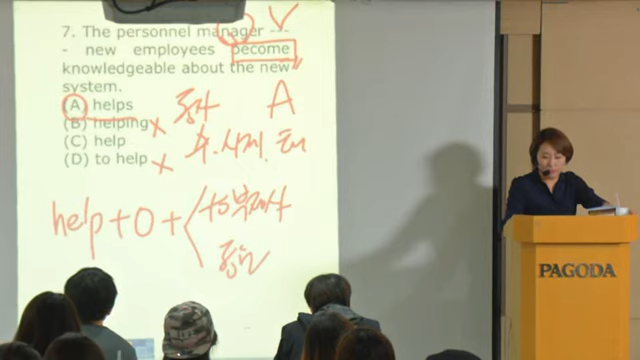 7. The personnel manager ---
- new employees become
knowledgeable about the new
system.
(A) helps
(B) helping
(C) help
(D) to help
동사
A
수.시제.태
help+O+
to부정사
동원
PAGODA